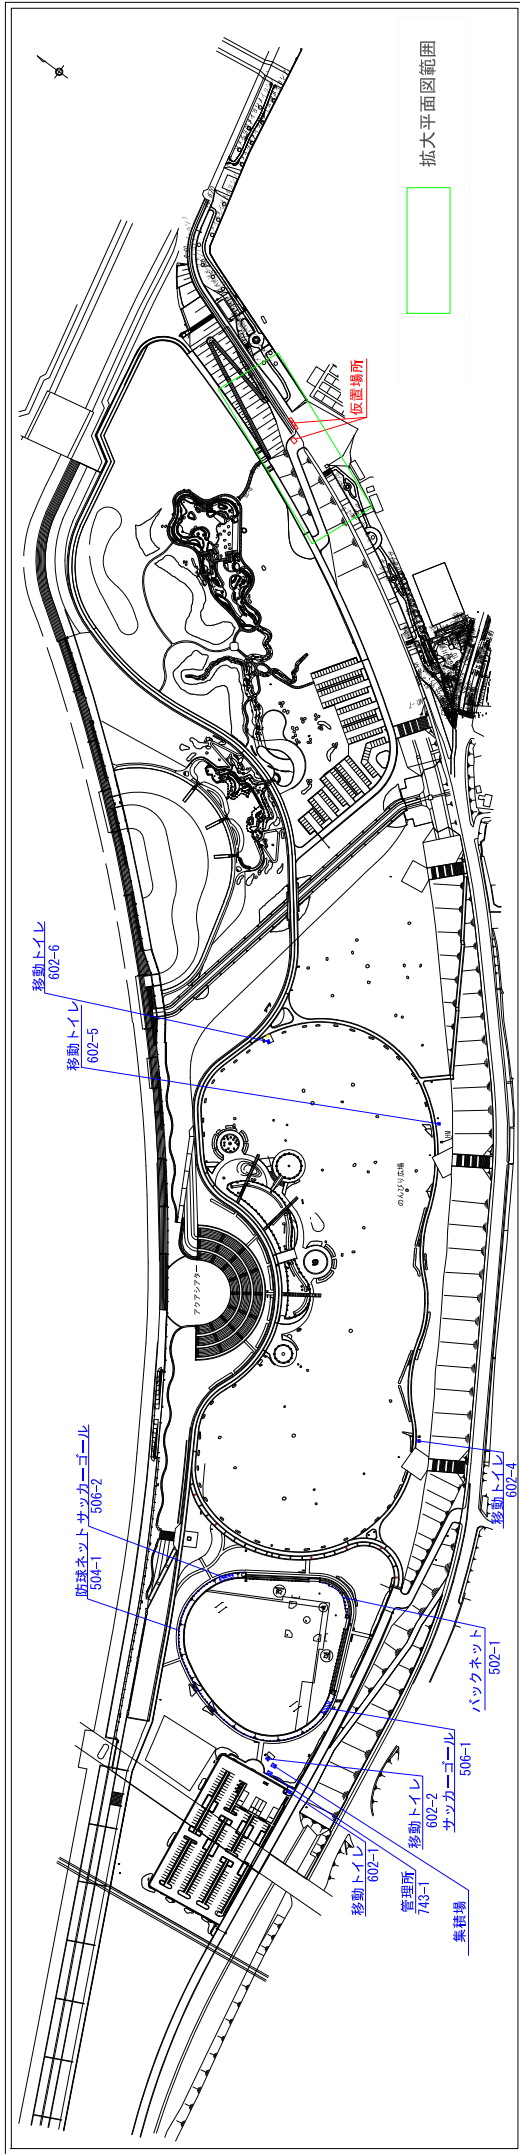 拡大平面図範囲
仮置場所
移動トイレ
602-6
移動トイレ
602-5
のんびり広場
アクアシアター
サッカーゴール
506-2
防球ネット
504-1
移動トイレ
602-4
バックネット
502-1
サッカーゴール
506-1
移動トイレ
602-2
移動トイレ
602-1
管理所
743-1
集積場